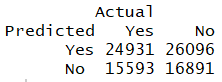 Actual
Predicted Yes No
Yes 24931 26096
No 15593 16891